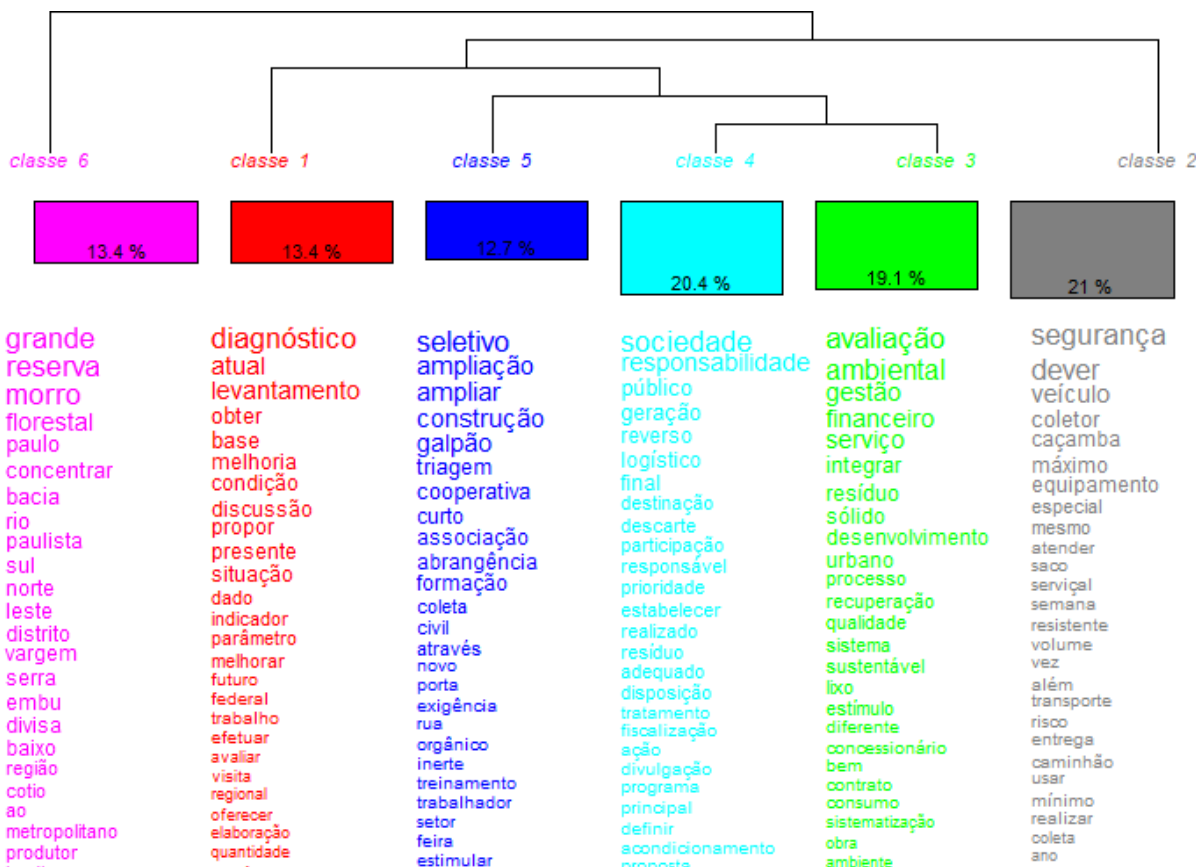 classe 6
classe 1
classe 5
classe 4
classe 3
classe 2
13.4 %
13.4 %
12.7 %
20.4 %
19.1 %
21 %
grande
reserva
morro
florestal
paulo
concentrar
bacia
rio
paulista
sul
norte
leste
distrito
vargem
serra
embu
divisa
baixo
região
cotio
ao
metropolitano
produtor
diagnóstico
atual
levantamento
obter
base
melhoria
condição
discussão
propor
presente
situação
dado
indicador
parâmetro
melhorar
futuro
federal
trabalho
efetuar
avaliar
visita
regional
oferecer
elaboração
quantidade
seletivo
ampliação
ampliar
construção
galpão
triagem
cooperativa
curto
associação
abrangência
formação
coleta
civil
através
novo
porta
exigência
rua
orgânico
inerte
treinamento
trabalhador
setor
feira
estimular
sociedade
responsabilidade
público
geração
reverso
logístico
final
destinação
descarte
participação
responsável
prioridade
estabelecer
realizado
resíduo
adequado
disposição
tratamento
fiscalização
ação
divulgação
programa
principal
definir
acondicionamento
proposta
avaliação
ambiental
gestão
financeiro
serviço
integrar
resíduo
sólido
desenvolvimento
urbano
processo
recuperação
qualidade
sistema
sustentável
lixo
estímulo
diferente
concessionário
bem
contrato
consumo
sistematização
obra
ambiente
segurança
dever
veículo
coletor
caçamba
máximo
equipamento
especial
mesmo
atender
saco
serviçal
semana
resistente
volume
vez
além
transporte
risco
entrega
caminhão
usar
mínimo
realizar
coleta
ano